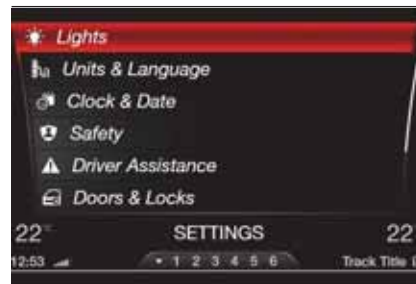 Lights
Units & Language
Clock & Date
Safety
Driver Assistance
Doors & Locks
22° SETTINGS 22
12:53 • 1 2 3 4 5 6 Track Title